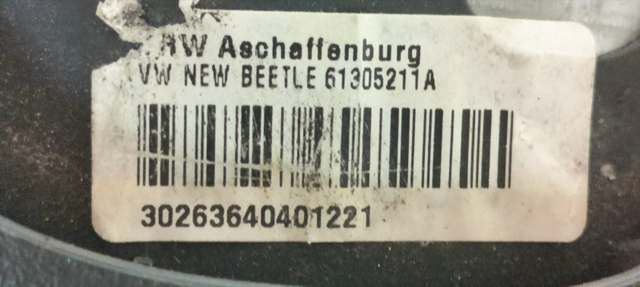 RW Aschaffenburg
VW NEW BEETLE 61305211A
30263640401221